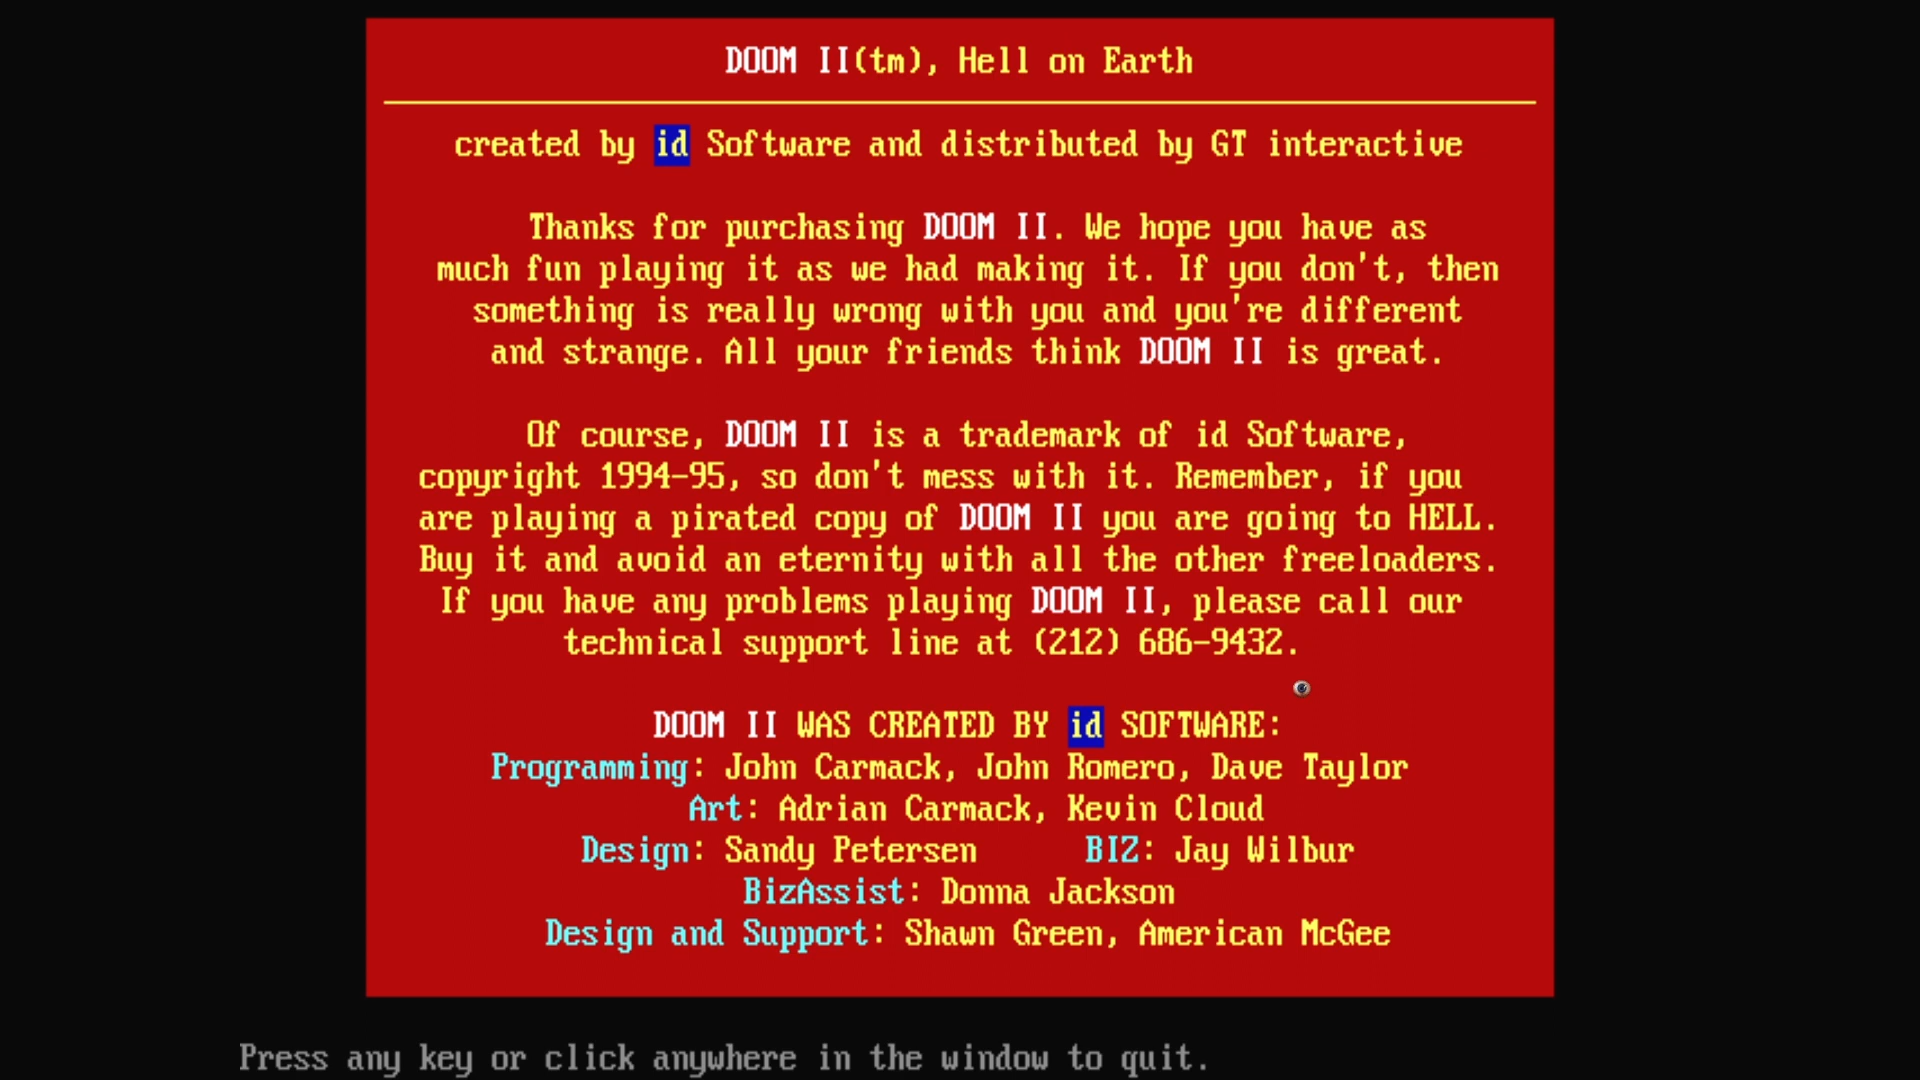 DOOM II(tm), Hell on Earth
created by id Software and distributed by GT interactive
Thanks for purchasing DOOM II. We hope you have as
much fun playing it as we had making it. If you don't, then
something is really wrong with you and you're different
and strange. All your friends think DOOM II is great.
Of course, DOOM II is a trademark of id Software,
copyright 1994-95, so don't mess with it. Remember, if you
are playing a pirated copy of DOOM II you are going to HELL.
Buy it and avoid an eternity with all the other freeloaders.
If you have any problems playing DOOM II, please call our
technical support line at (212) 686-9432.
DOOM II WAS CREATED BY id SOFTWARE:
Programming: John Carmack, John Romero, Dave Taylor
Art: Adrian Carmack, Kevin Cloud
Design: Sandy Petersen BIZ: Jay Wilbur
BizAssist: Donna Jackson
Design and Support: Shawn Green, American McGee
Press any key or click anywhere in the window to quit.